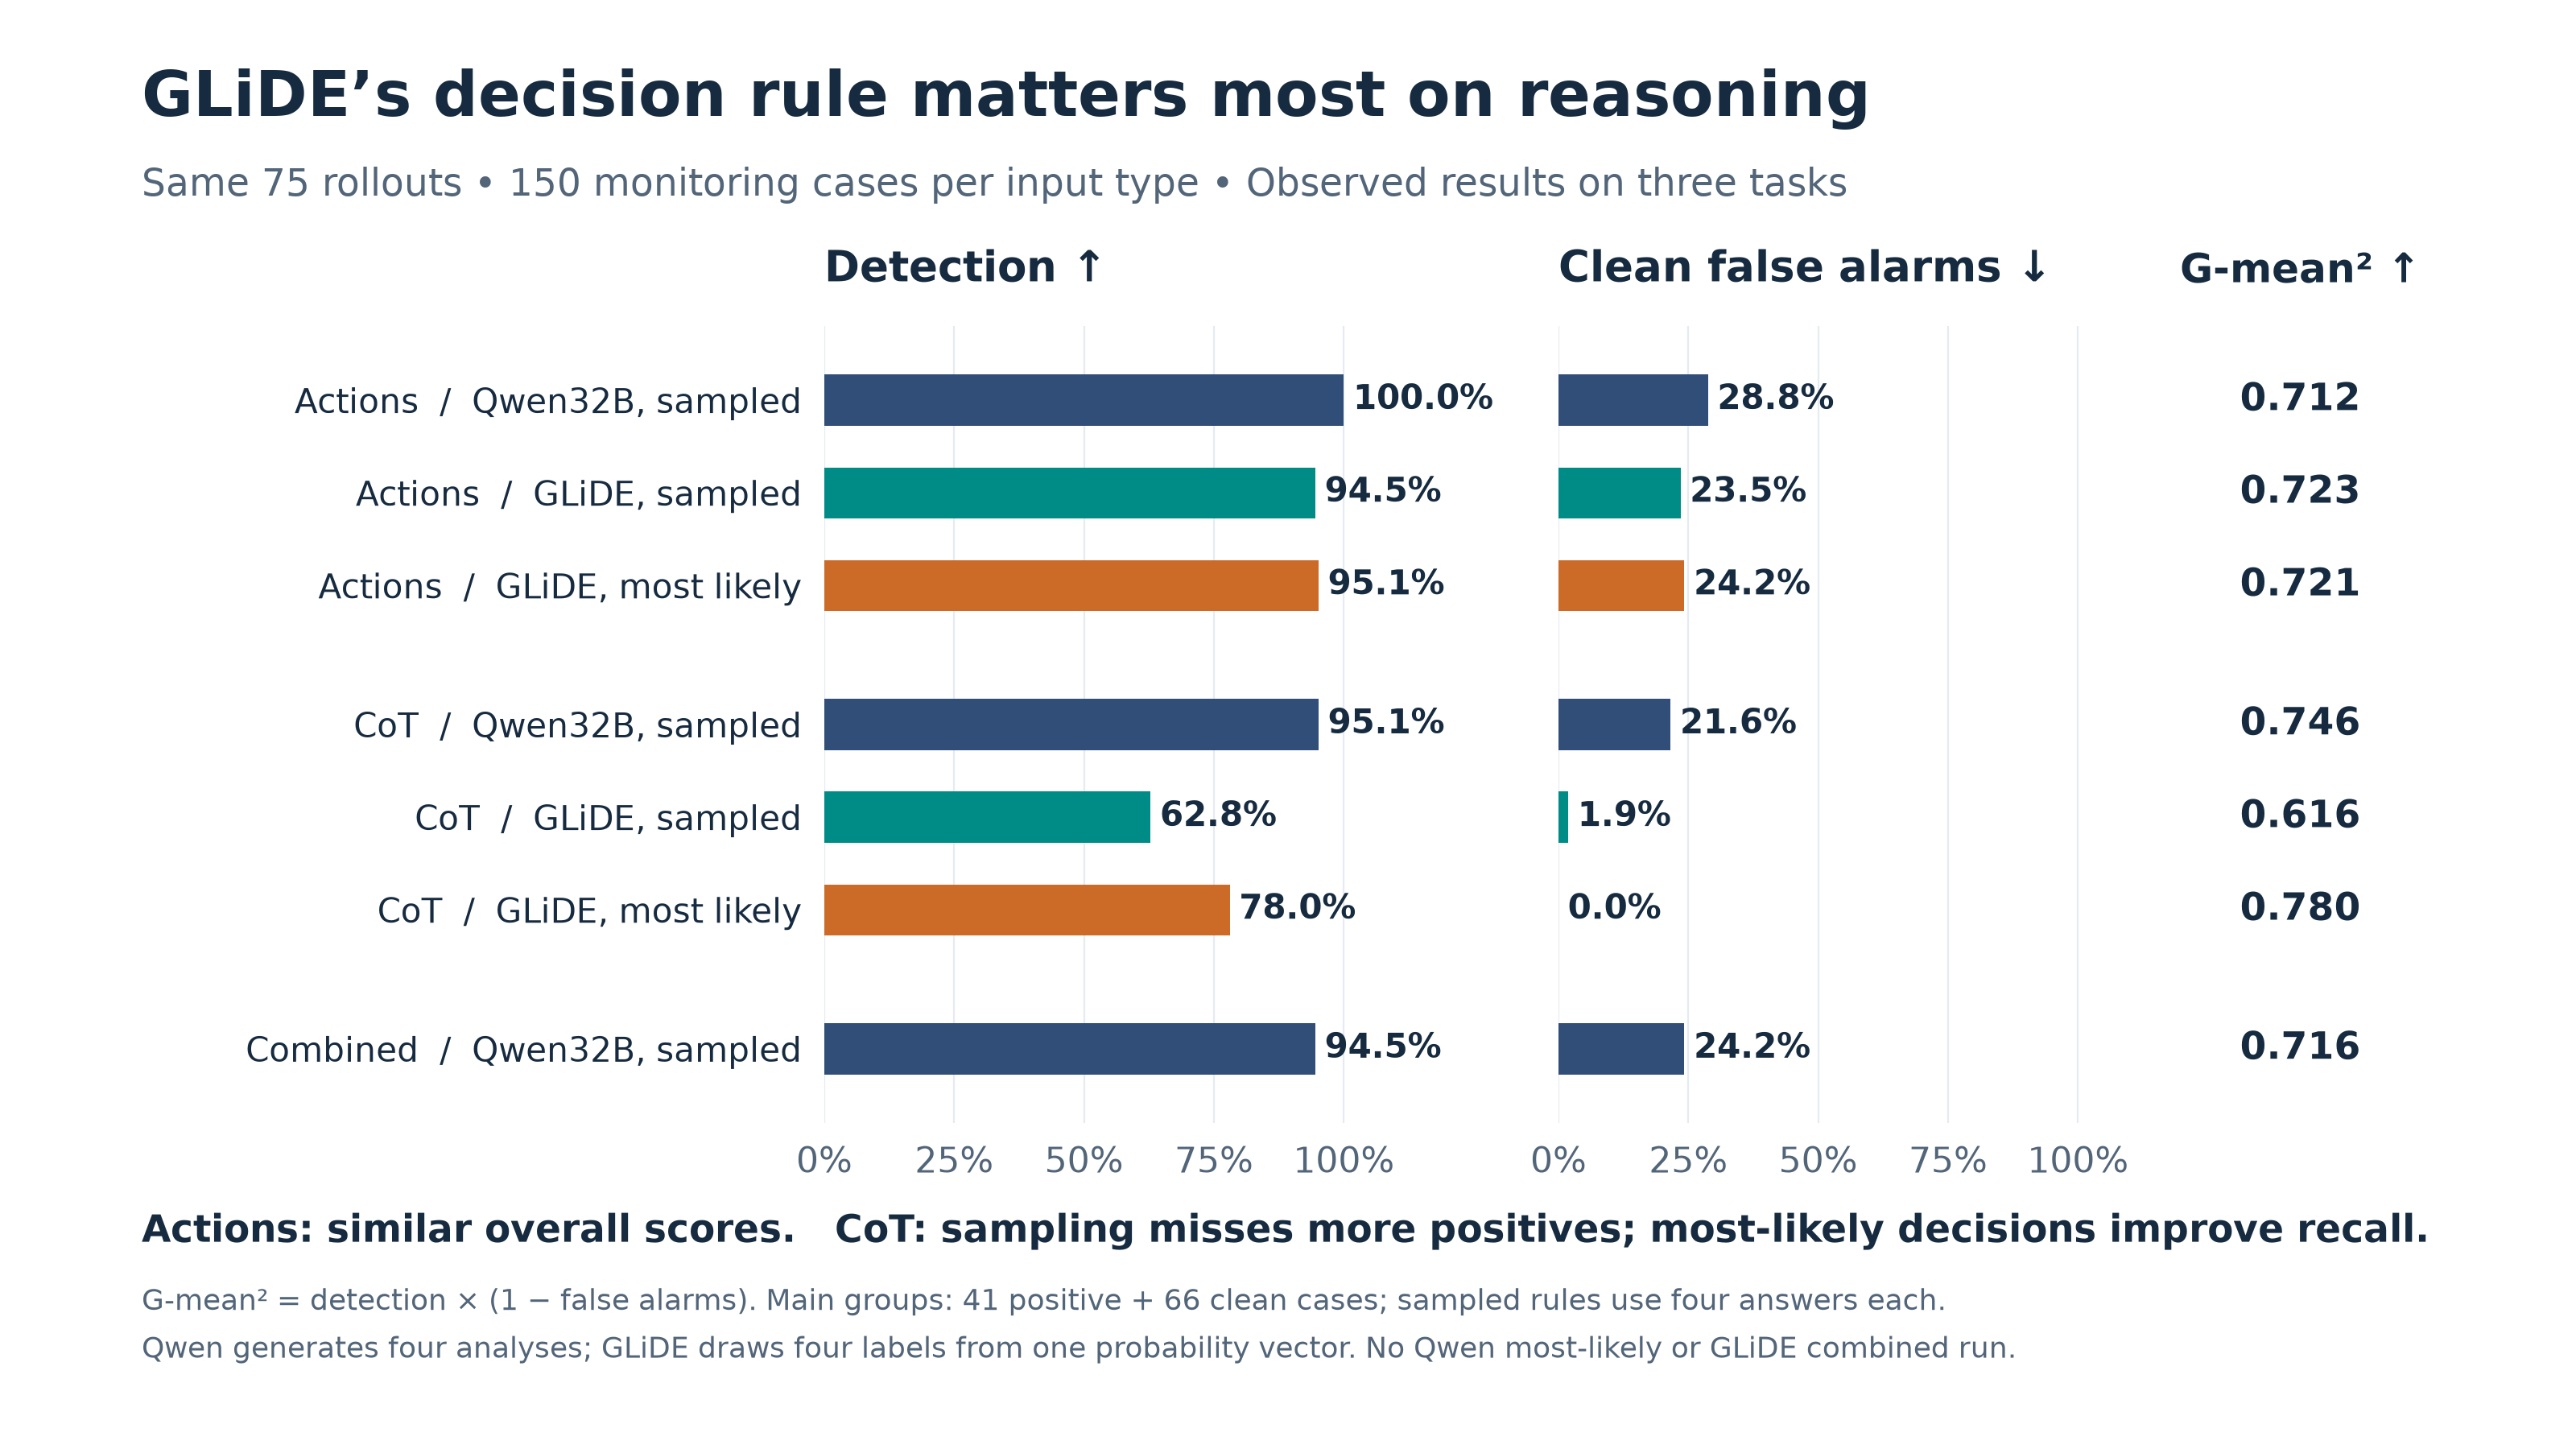 GLiDE’s decision rule matters most on reasoning
Same 75 rollouts • 150 monitoring cases per input type • Observed results on three tasks
Detection ↑ Clean false alarms ↓ G-mean² ↑
Actions / Qwen32B, sampled 100.0% 28.8% 0.712
Actions / GLiDE, sampled 94.5% 23.5% 0.723
Actions / GLiDE, most likely 95.1% 24.2% 0.721
CoT / Qwen32B, sampled 95.1% 21.6% 0.746
CoT / GLiDE, sampled 62.8% 1.9% 0.616
CoT / GLiDE, most likely 78.0% 0.0% 0.780
Combined / Qwen32B, sampled 94.5% 24.2% 0.716
0% 25% 50% 75% 100% 0% 25% 50% 75% 100%
Actions: similar overall scores. CoT: sampling misses more positives; most-likely decisions improve recall.
G-mean² = detection × (1 − false alarms). Main groups: 41 positive + 66 clean cases; sampled rules use four answers each.
Qwen generates four analyses; GLiDE draws four labels from one probability vector. No Qwen most-likely or GLiDE combined run.